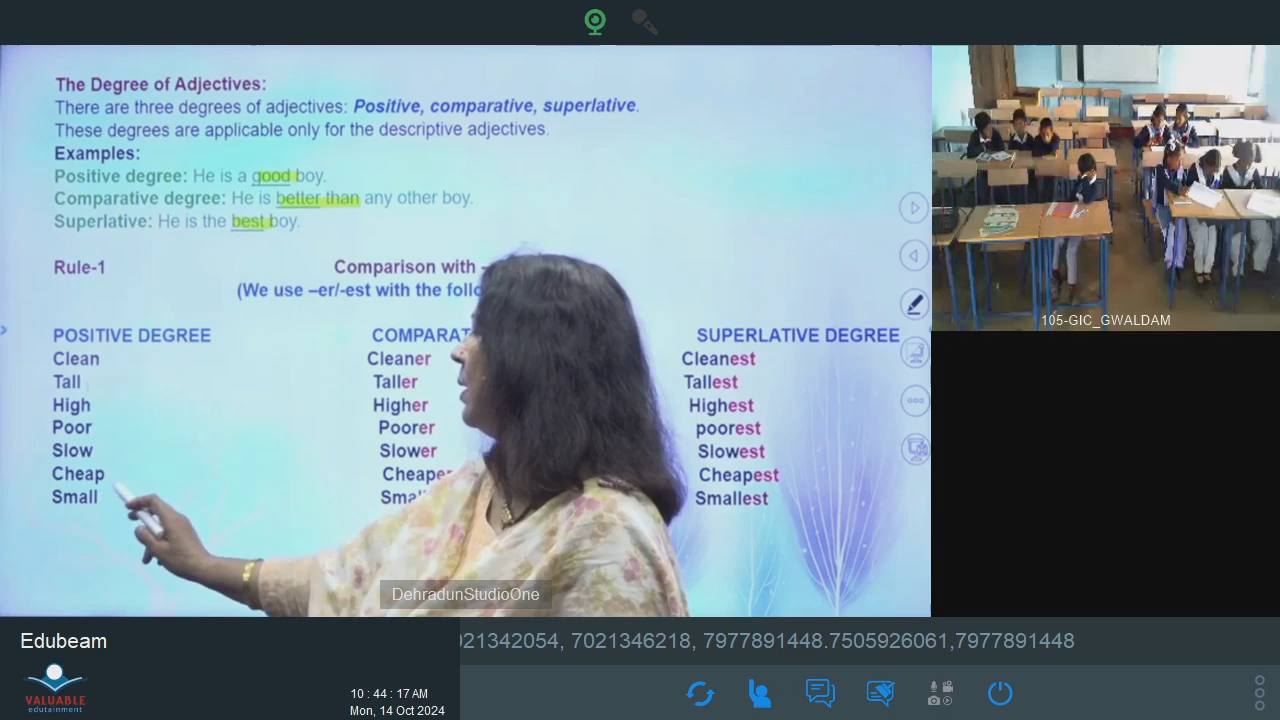 The Degree of Adjectives:
There are three degrees of adjectives: Positive, comparative, superlative.
These degrees are applicable only for the descriptive adjectives.
Examples:
Positive degree: He is a good boy.
Comparative degree: He is better than any other boy.
Superlative: He is the best boy.
Rule-1 Comparison with -
(We use –er/-est with the
POSITIVE DEGREE SUPERLATIVE DEGREE
Clean Cleaner Cleanest
Tall Taller Tallest
High Higher Highest
Poor Poorer poorest
Slow Slower Slowest
Cheap Cheaper Cheapest
Small Smallest
DehradunStudioOne
105-GIC_GWALDAM
Edubeam
021342054, 7021346218, 7977891448.7505926061,7977891448
VALUABLE
edutainment
10 : 44 : 17 AM
Mon, 14 Oct 2024